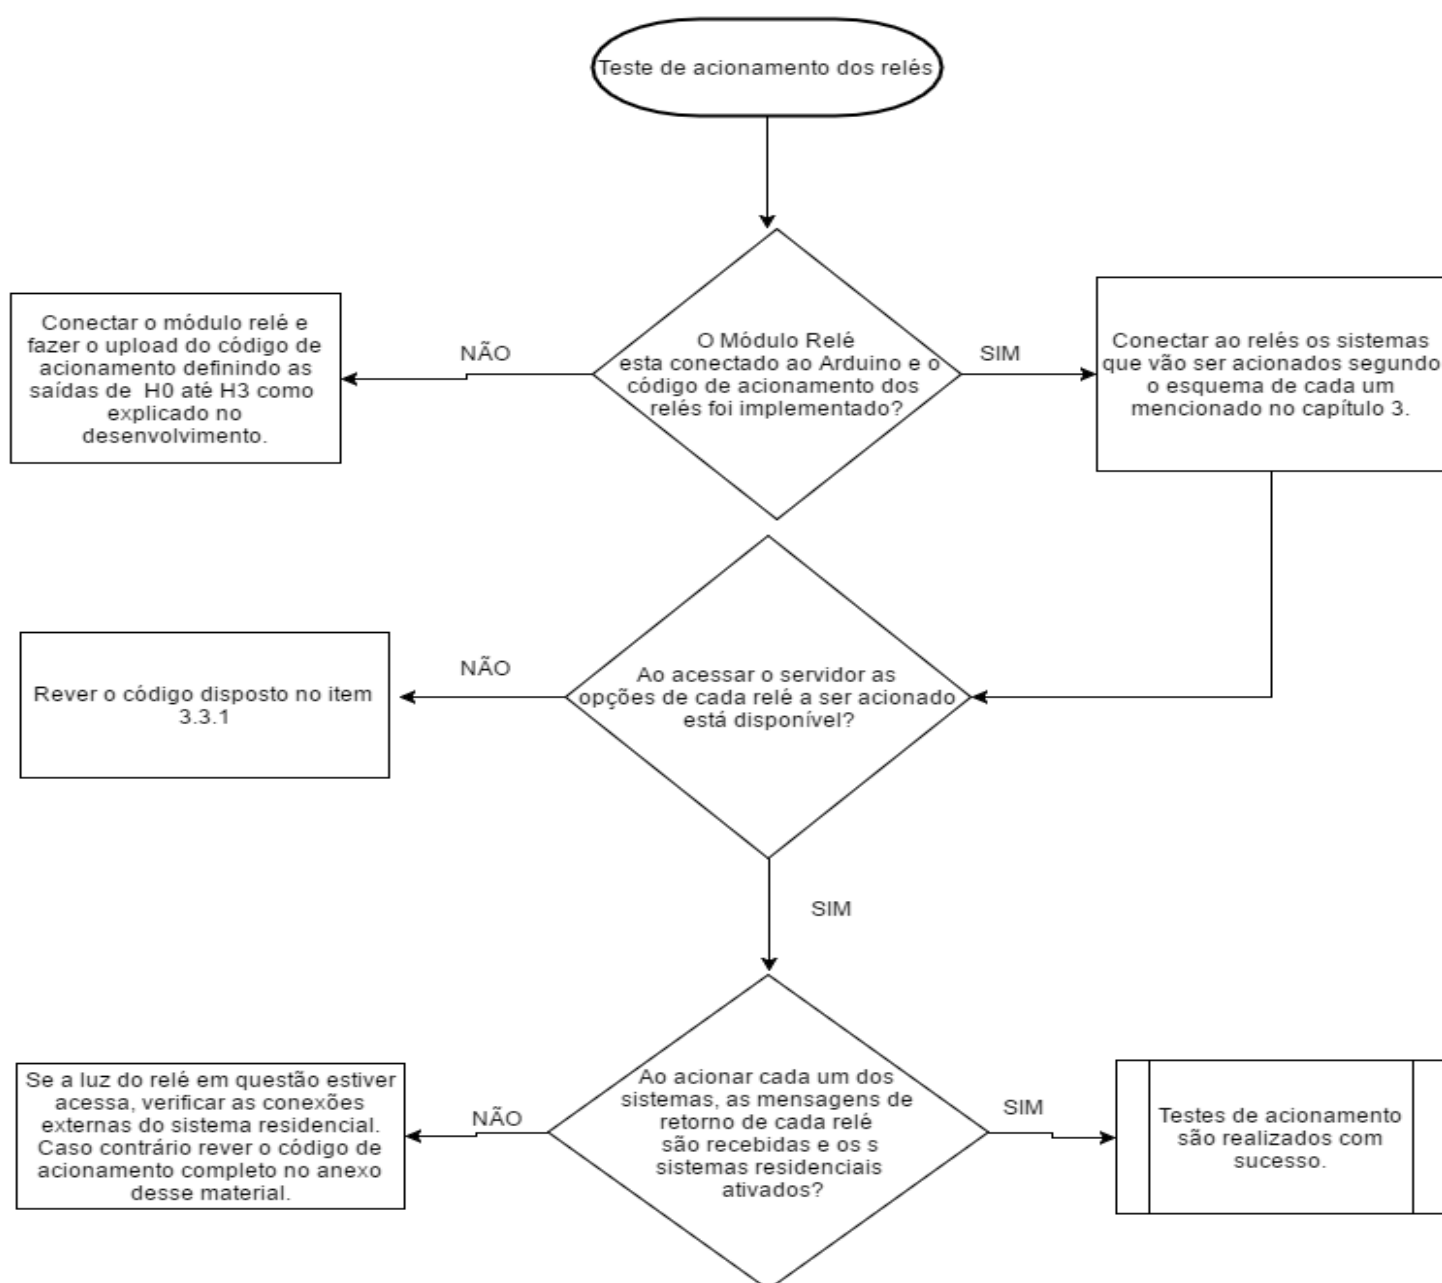 Teste de acionamento dos relés
O Módulo Relé
esta conectado ao Arduino e o
código de acionamento dos
relés foi implementado?
NÃO
SIM
Conectar o módulo relé e
fazer o upload do código de
acionamento definindo as
saídas de H0 até H3 como
explicado no
desenvolvimento.
Conectar ao relés os sistemas
que vão ser acionados segundo
o esquema de cada um
mencionado no capítulo 3.
Ao acessar o servidor as
opções de cada relé a ser acionado
está disponível?
NÃO
Rever o código disposto no item
3.3.1
SIM
Ao acionar cada um dos
sistemas, as mensagens de
retorno de cada relé
são recebidas e os s
sistemas residenciais
ativados?
NÃO
SIM
Se a luz do relé em questão estiver
acessa, verificar as conexões
externas do sistema residencial.
Caso contrário rever o código de
acionamento completo no anexo
desse material.
Testes de acionamento
são realizados com
sucesso.